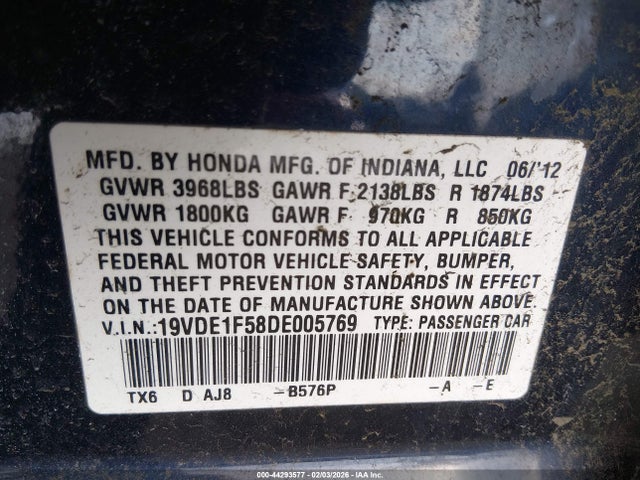 MFD. BY HONDA MFG. OF INDIANA, LLC 06/'12
GVWR 3968LBS GAWR F 2138LBS R 1874LBS
GVWR 1800KG GAWR F 970KG R 850KG
THIS VEHICLE CONFORMS TO ALL APPLICABLE
FEDERAL MOTOR VEHICLE SAFETY, BUMPER,
AND THEFT PREVENTION STANDARDS IN EFFECT
ON THE DATE OF MANUFACTURE SHOWN ABOVE.
V.I.N.:19VDE1F58DE005769 TYPE: PASSENGER CAR
TX6 D AJ8 -B576P -A -E
000-44293577 - 02/03/2026 - COPART IAA